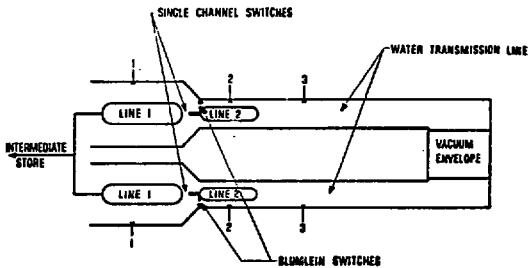 SINGLE CHANNEL SWITCHES
WATER TRANSMISSION LINE
1
2
3
LINE 1
LINE 2
INTERMEDIATE
STORE
VACUUM
ENVELOPE
LINE 1
LINE 2
1
2
3
BLUMLEIN SWITCHES